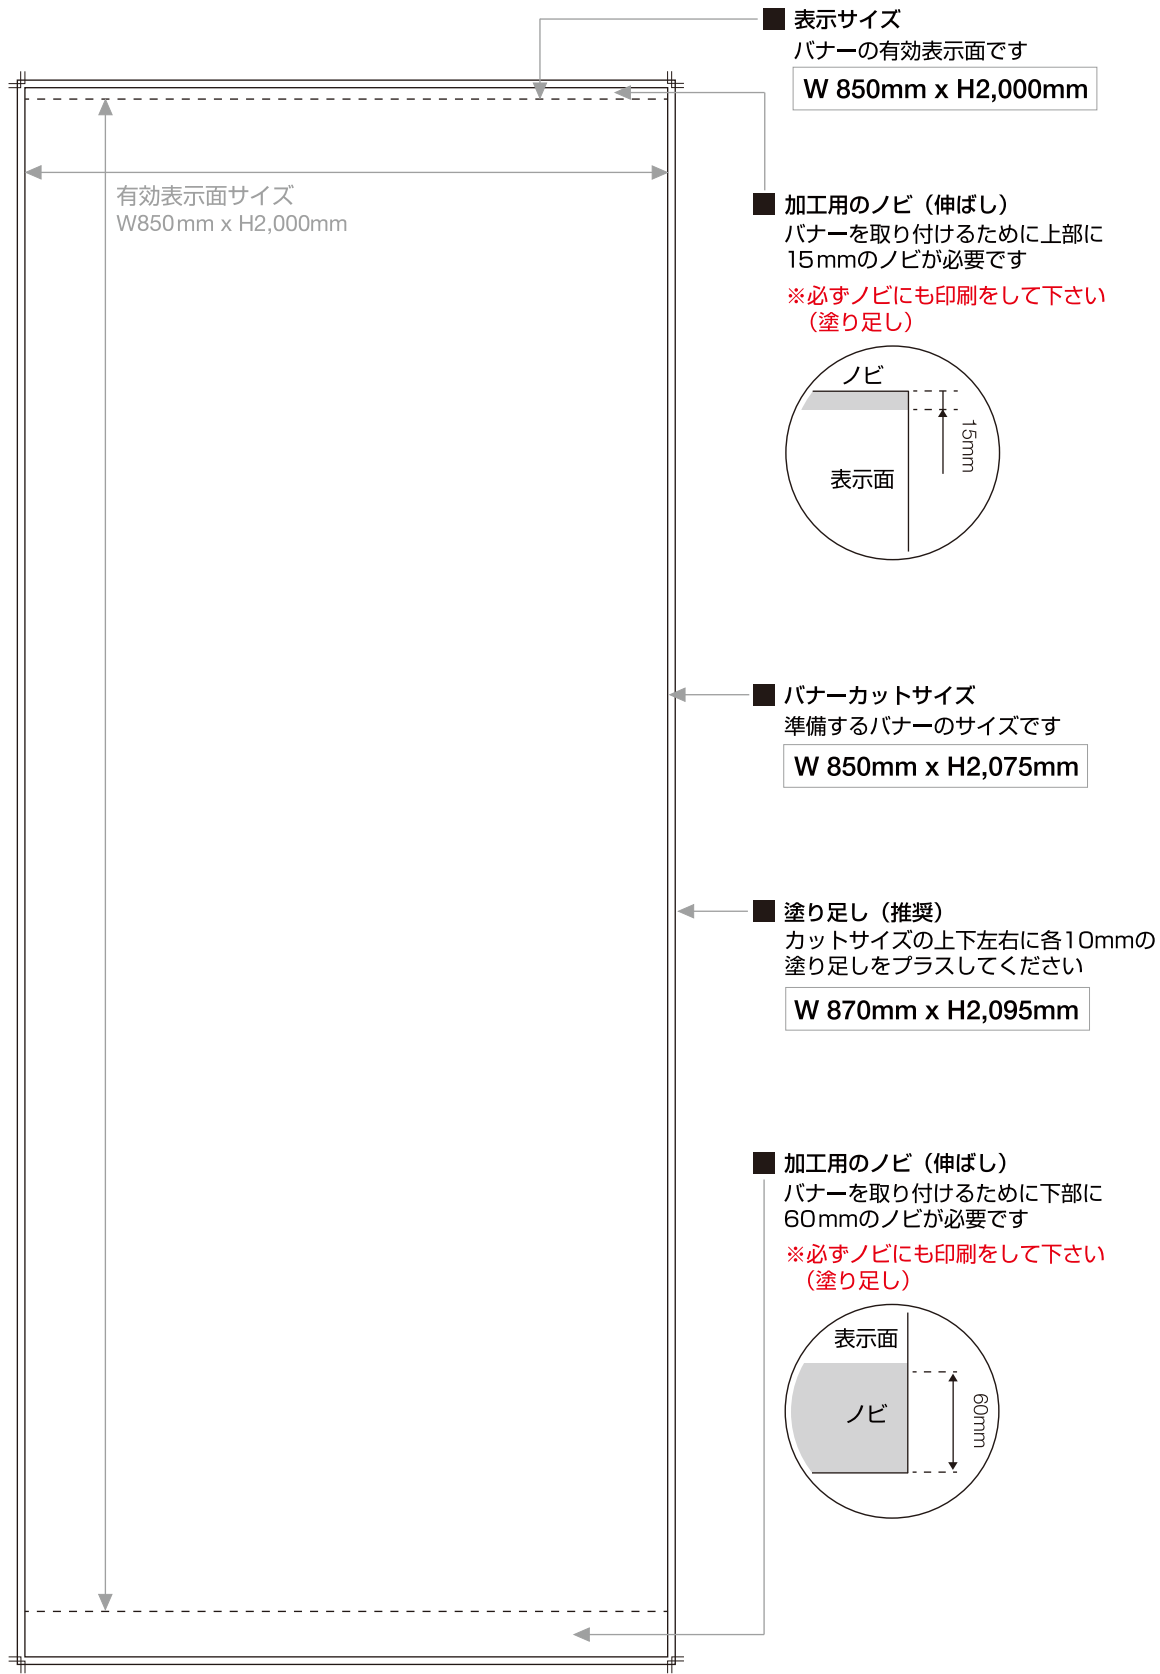 ■ 表示サイズ
バナーの有効表示面です
W 850mm x H2,000mm
有効表示面サイズ
W850mm x H2,000mm
■ 加工用のノビ（伸ばし）
バナーを取り付けるために上部に
15mmのノビが必要です
※必ずノビにも印刷をして下さい
（塗り足し）
ノビ
15mm
表示面
■ バナーカットサイズ
準備するバナーのサイズです
W 850mm x H2,075mm
■ 塗り足し（推奨）
カットサイズの上下左右に各10mmの
塗り足しをプラスしてください
W 870mm x H2,095mm
■ 加工用のノビ（伸ばし）
バナーを取り付けるために下部に
60mmのノビが必要です
※必ずノビにも印刷をして下さい
（塗り足し）
表示面
ノビ
60mm